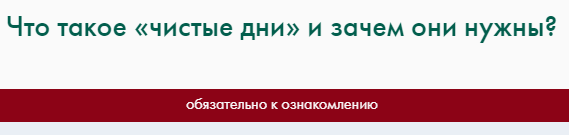 Что такое «чистые дни» и зачем они нужны?
обязательно к ознакомлению